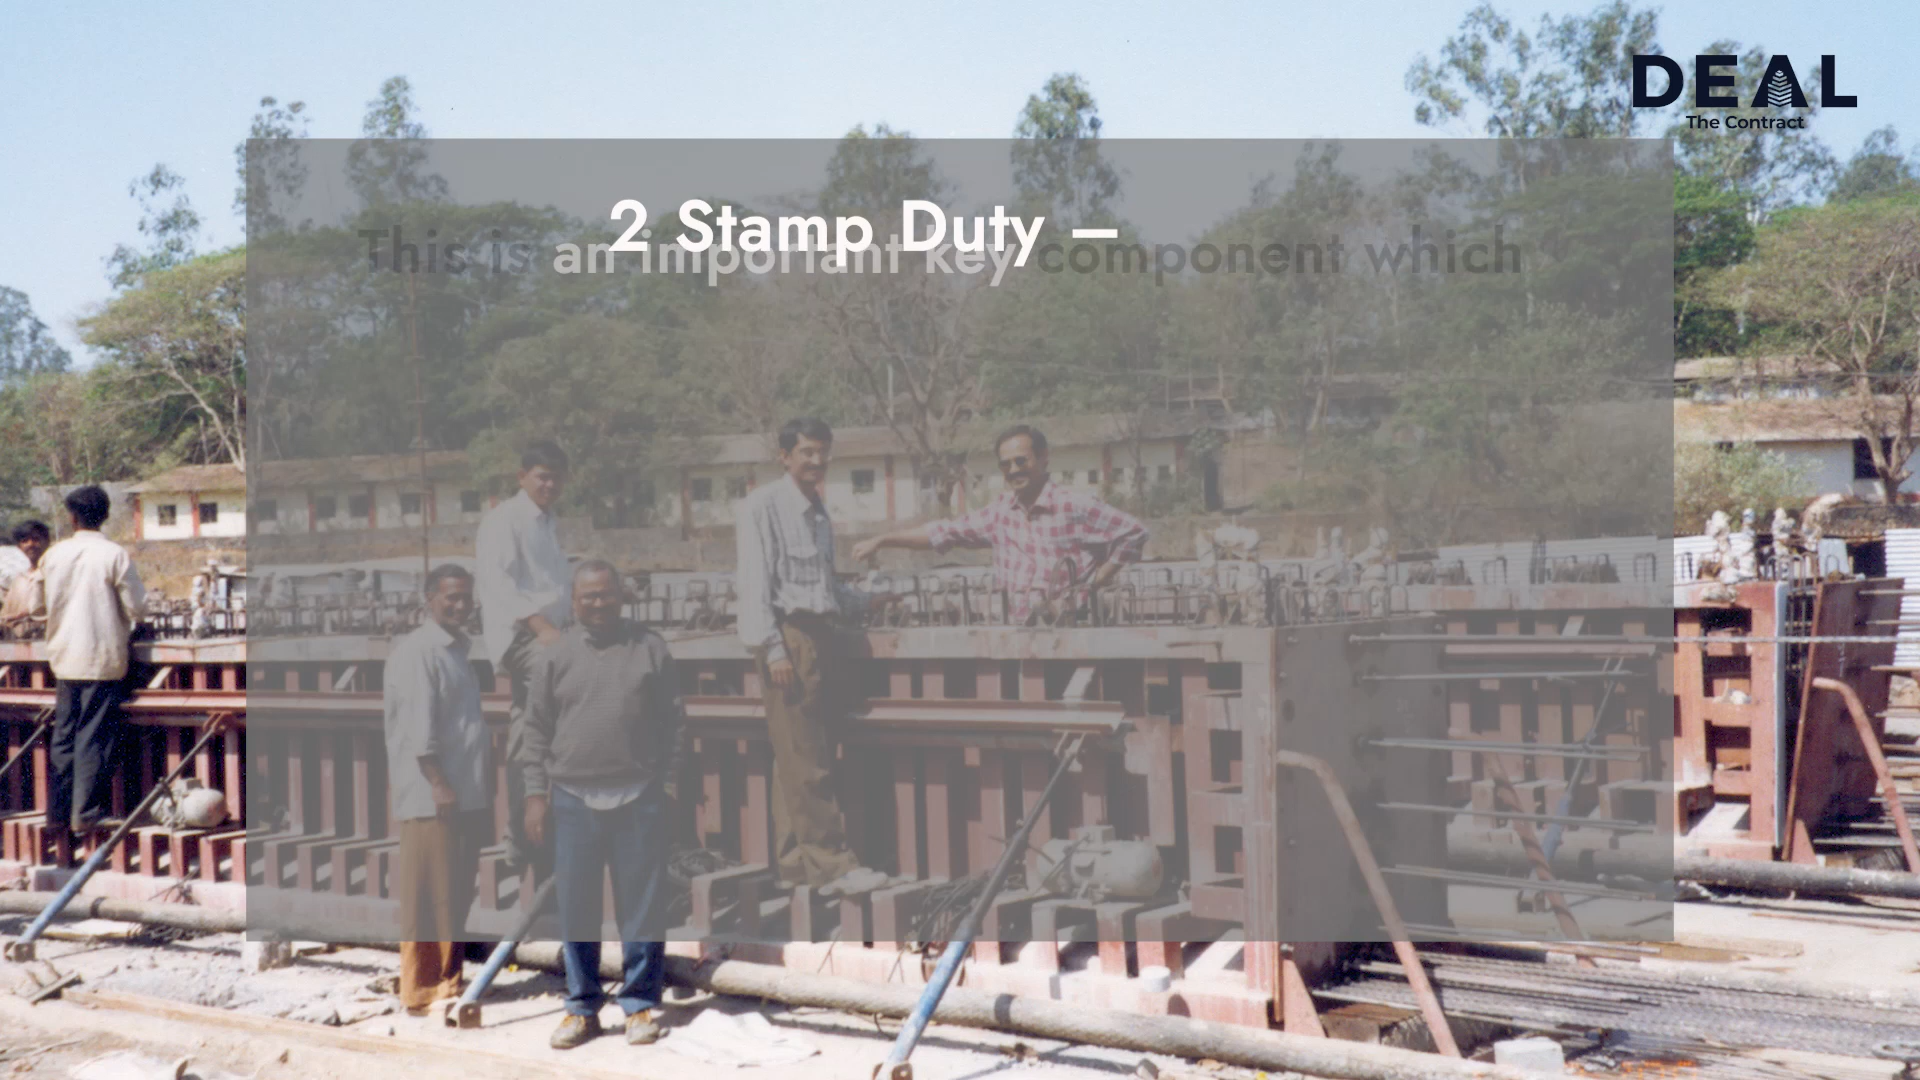 DEAL
The Contract
2 Stamp Duty –
This is an important key component which